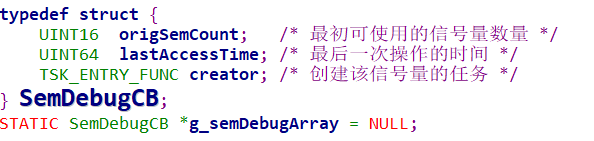 typedef struct {
UINT16 origSemCount; /* 最初可使用的信号量数量 */
UINT64 lastAccessTime; /* 最后一次操作的时间 */
TSK_ENTRY_FUNC creator; /* 创建该信号量的任务 */
} SemDebugCB;
STATIC SemDebugCB *g_semDebugArray = NULL;